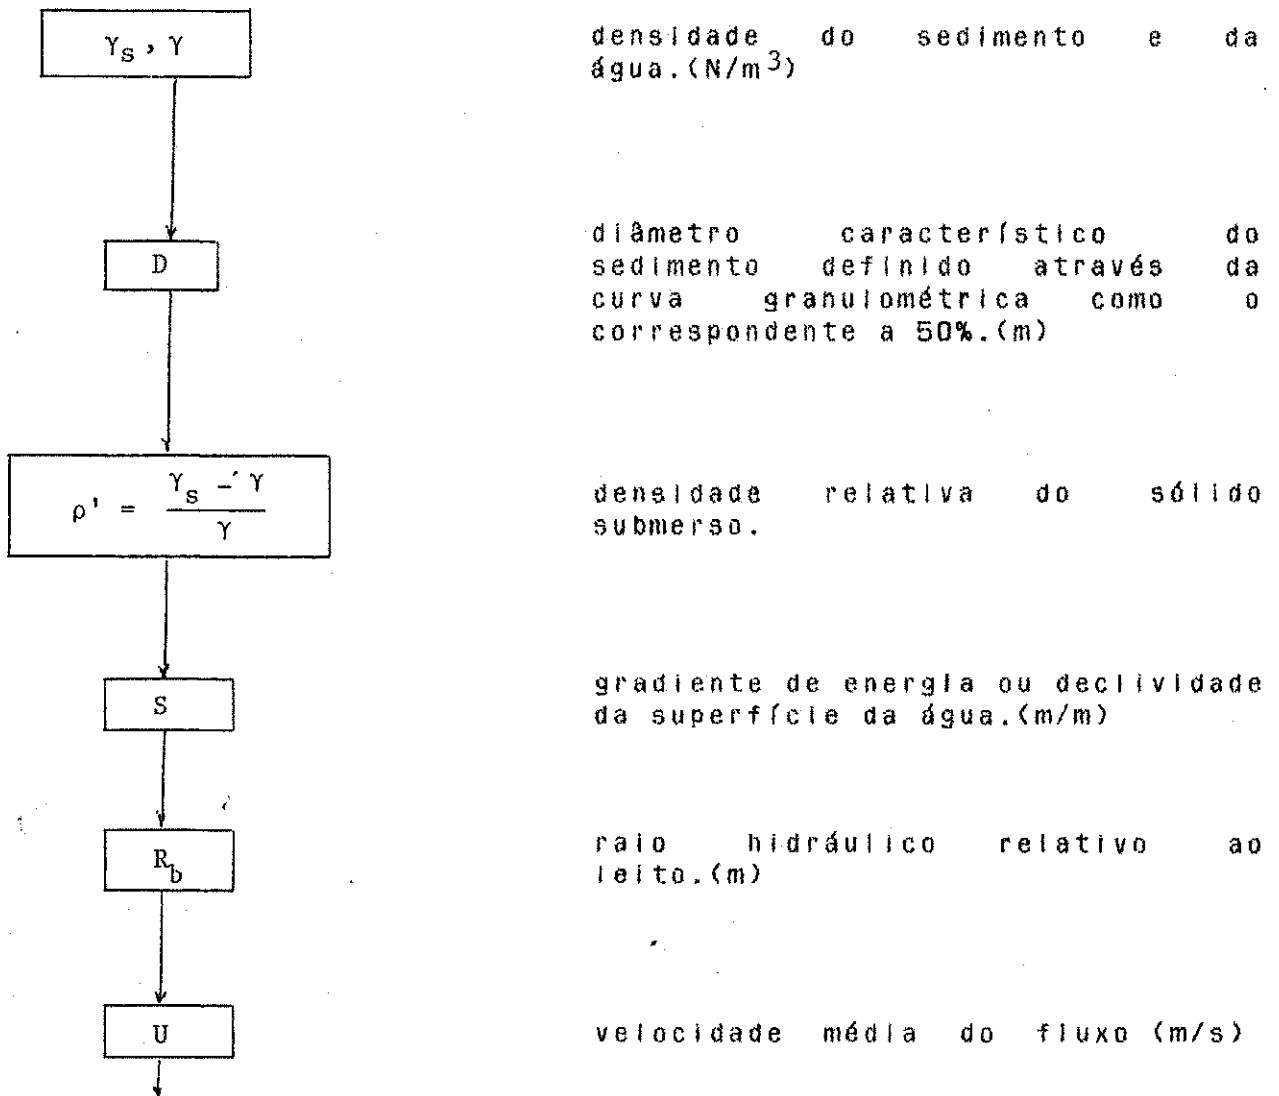 γs , γ
densidade do sedimento e da
água.(N/m3)
D
diâmetro característico do
sedimento definido através da
curva granulométrica como o
correspondente a 50%.(m)
ρ' = γs - γ / γ
densidade relativa do sólido
submerso.
S
gradiente de energia ou declividade
da superfície da água.(m/m)
Rb
raio hidráulico relativo ao
leito.(m)
U
velocidade média do fluxo (m/s)